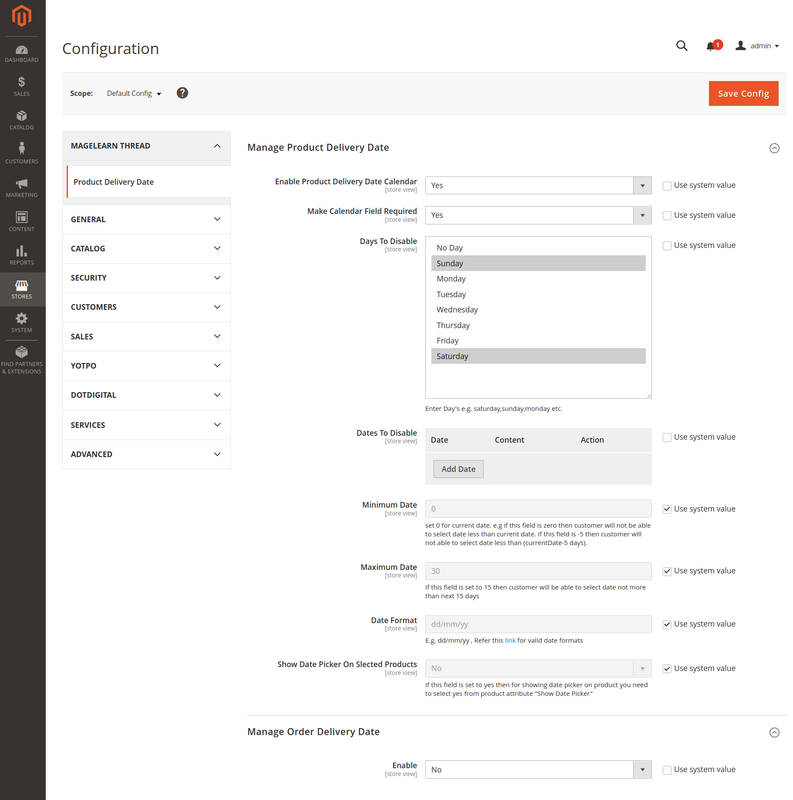 Configuration
1
admin
Scope:
Default Config
?
Save Config
DASHBOARD
$
SALES
CATALOG
CUSTOMERS
MARKETING
CONTENT
REPORTS
STORES
SYSTEM
FIND PARTNERS
& EXTENSIONS
MAGELEARN THREAD
Product Delivery Date
GENERAL
CATALOG
SECURITY
CUSTOMERS
SALES
YOTPO
DOTDIGITAL
SERVICES
ADVANCED
Manage Product Delivery Date
Enable Product Delivery Date Calendar
[store view]
Yes
Use system value
Make Calendar Field Required
[store view]
Yes
Use system value
Days To Disable
[store view]
No Day
Sunday
Monday
Tuesday
Wednesday
Thursday
Friday
Saturday
Use system value
Enter Day's e.g. saturday,sunday,monday etc.
Dates To Disable
[store view]
Date Content Action
Add Date
Use system value
Minimum Date
[store view]
0
Use system value
set 0 for current date. e.g if this field is zero then customer will not be able
to select date less than current date. If this field is -5 then customer will
not able to select date less than (currentDate-5 days).
Maximum Date
[store view]
30
Use system value
If this field is set to 15 then customer will be able to select date not more
than next 15 days
Date Format
[store view]
dd/mm/yy
Use system value
E.g. dd/mm/yy , Refer this link for valid date formats
Show Date Picker On Slected Products
[store view]
No
Use system value
If this field is set to yes then for showing date picker on product you need
to select yes from product attribute "Show Date Picker"
Manage Order Delivery Date
Enable
[store view]
No
Use system value